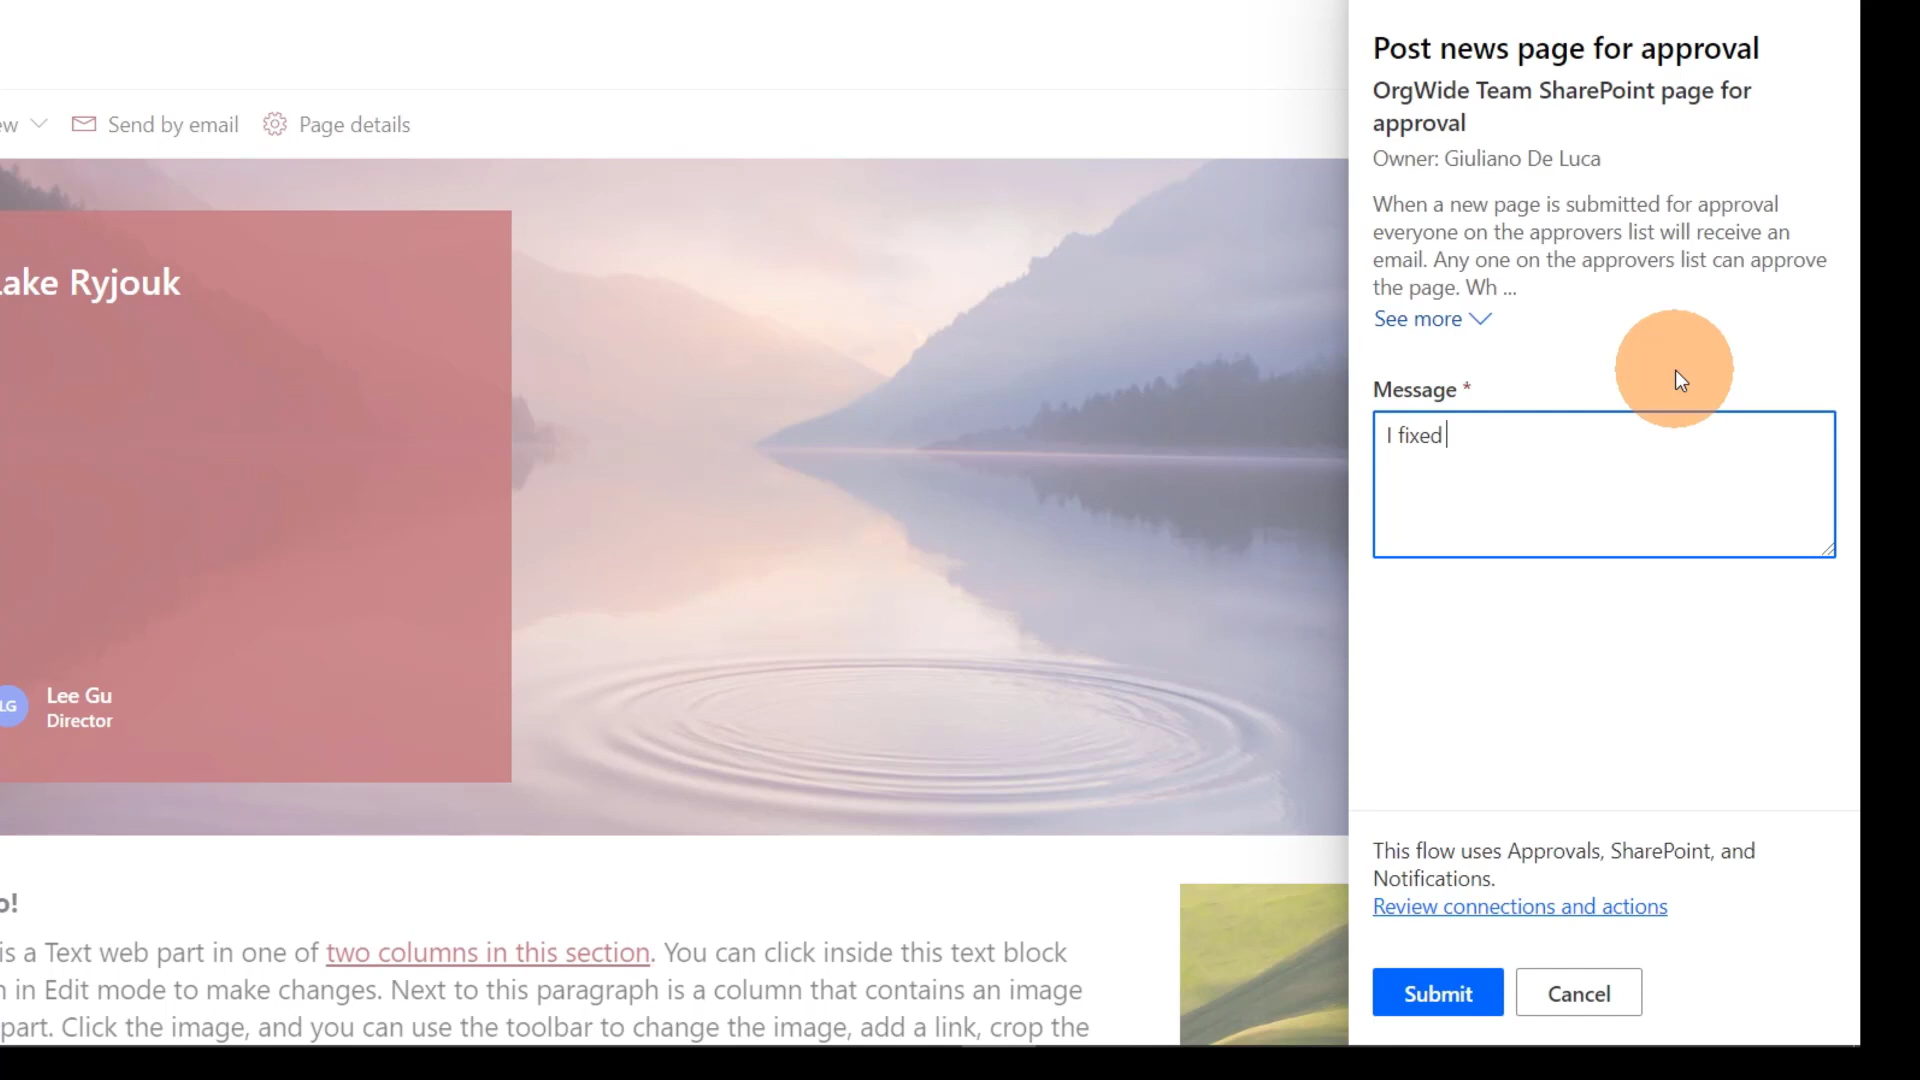 Post news page for approval
OrgWide Team SharePoint page for
approval
Owner: Giuliano De Luca
When a new page is submitted for approval
everyone on the approvers list will receive an
email. Any one on the approvers list can approve
the page. Wh ...
See more
Message *
I fixed
This flow uses Approvals, SharePoint, and
Notifications.
Review connections and actions
Submit Cancel
ew Send by email Page details
Lake Ryjouk
LG
Lee Gu
Director
o!
is a Text web part in one of two columns in this section. You can click inside this text block
n in Edit mode to make changes. Next to this paragraph is a column that contains an image
part. Click the image, and you can use the toolbar to change the image, add a link, crop the